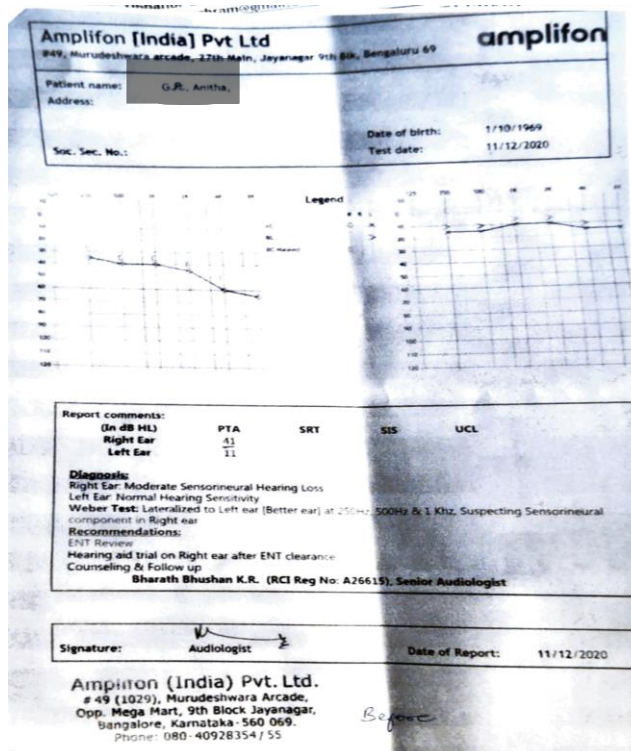 Amplifon [India] Pvt Ltd
amplifon
#49, Murudeshwara arcade, 27th Main, Jayanagar 9th Blk, Bengaluru 69
Patient name: G.R., Anitha,
Address:
Date of birth: 1/10/1969
Soc. Sec. No.:
Test date: 11/12/2020
Legend
Report comments:
(In dB HL) PTA SRT SIS UCL
Right Ear 41
Left Ear 11
Diagnosis:
Right Ear: Moderate Sensorineural Hearing Loss
Left Ear: Normal Hearing Sensitivity
Weber Test: Lateralized to Left ear [Better ear] at 250Hz, 500Hz & 1 Khz, Suspecting Sensorineural
component in Right ear
Recommendations:
ENT Review
Hearing aid trial on Right ear after ENT clearance
Counseling & Follow up
Bharath Bhushan K.R. (RCI Reg No: A26615), Senior Audiologist
Signature: Audiologist Date of Report: 11/12/2020
Amplifon (India) Pvt. Ltd.
# 49 (1029), Murudeshwara Arcade,
Opp. Mega Mart, 9th Block Jayanagar,
Bangalore, Karnataka-560 069.
Phone: 080-40928354/55
Before